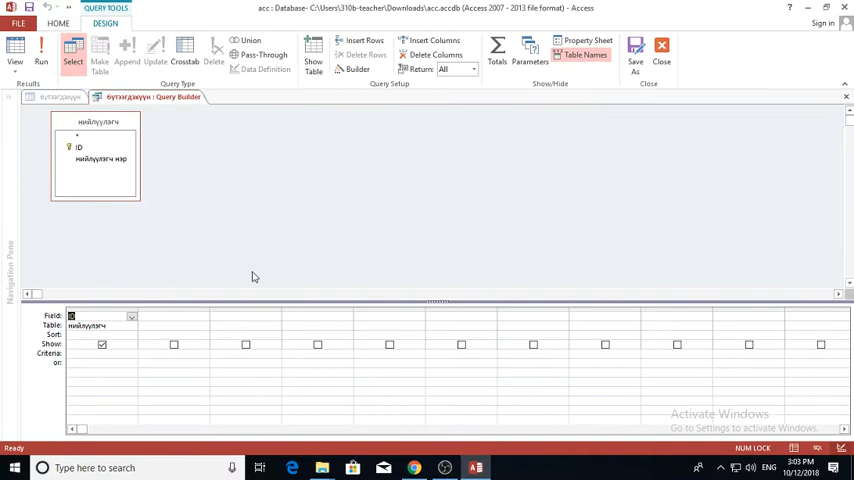 QUERY TOOLS
acc : Database- C:\Users\310b-teacher\Downloads\acc.accdb (Access 2007 - 2013 file format) - Access
FILE
HOME
DESIGN
Sign in
View
Run
Select
Make Table
Append
Update
Crosstab
Delete
Union
Pass-Through
Data Definition
Show Table
Insert Rows
Delete Rows
Builder
Insert Columns
Delete Columns
Return: All
Totals
Parameters
Property Sheet
Table Names
Save As
Close
Results
Query Type
Query Setup
Show/Hide
Close
бүтээгдэхүүн
бүтээгдэхүүн : Query Builder
нийлүүлэгч
*
ID
нийлүүлэгч нэр
Navigation Pane
Field: ID
Table: нийлүүлэгч
Sort:
Show:
Criteria:
or:
Activate Windows
Go to Settings to activate Windows.
Ready
NUM LOCK
SQL
Type here to search
ENG
3:03 PM
10/12/2018